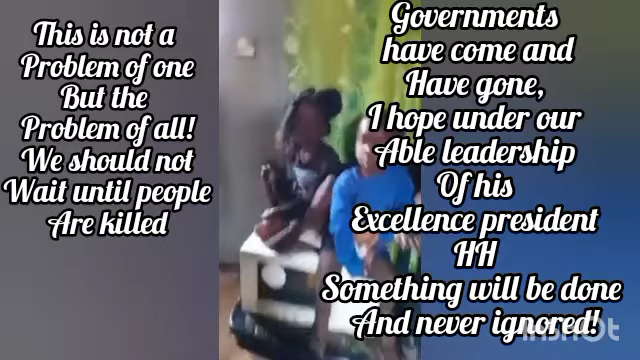 This is not a
Problem of one
But the
Problem of all!
We should not
Wait until people
Are killed
Governments
have come and
Have gone,
I hope under our
Able leadership
Of his
Excellence president
HH
Something will be done
And never ignored!
InShOt